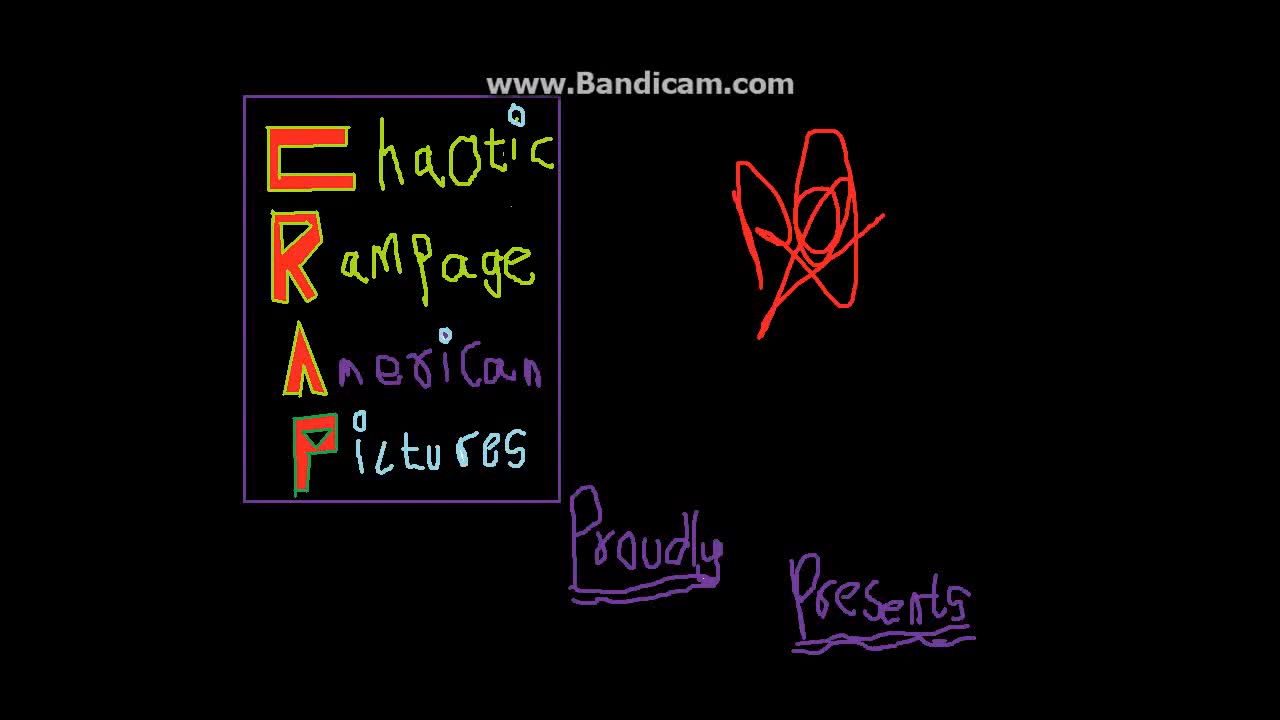 www.Bandicam.com
Chaotic
Rampage
American
Pictures
Proudly
Presents